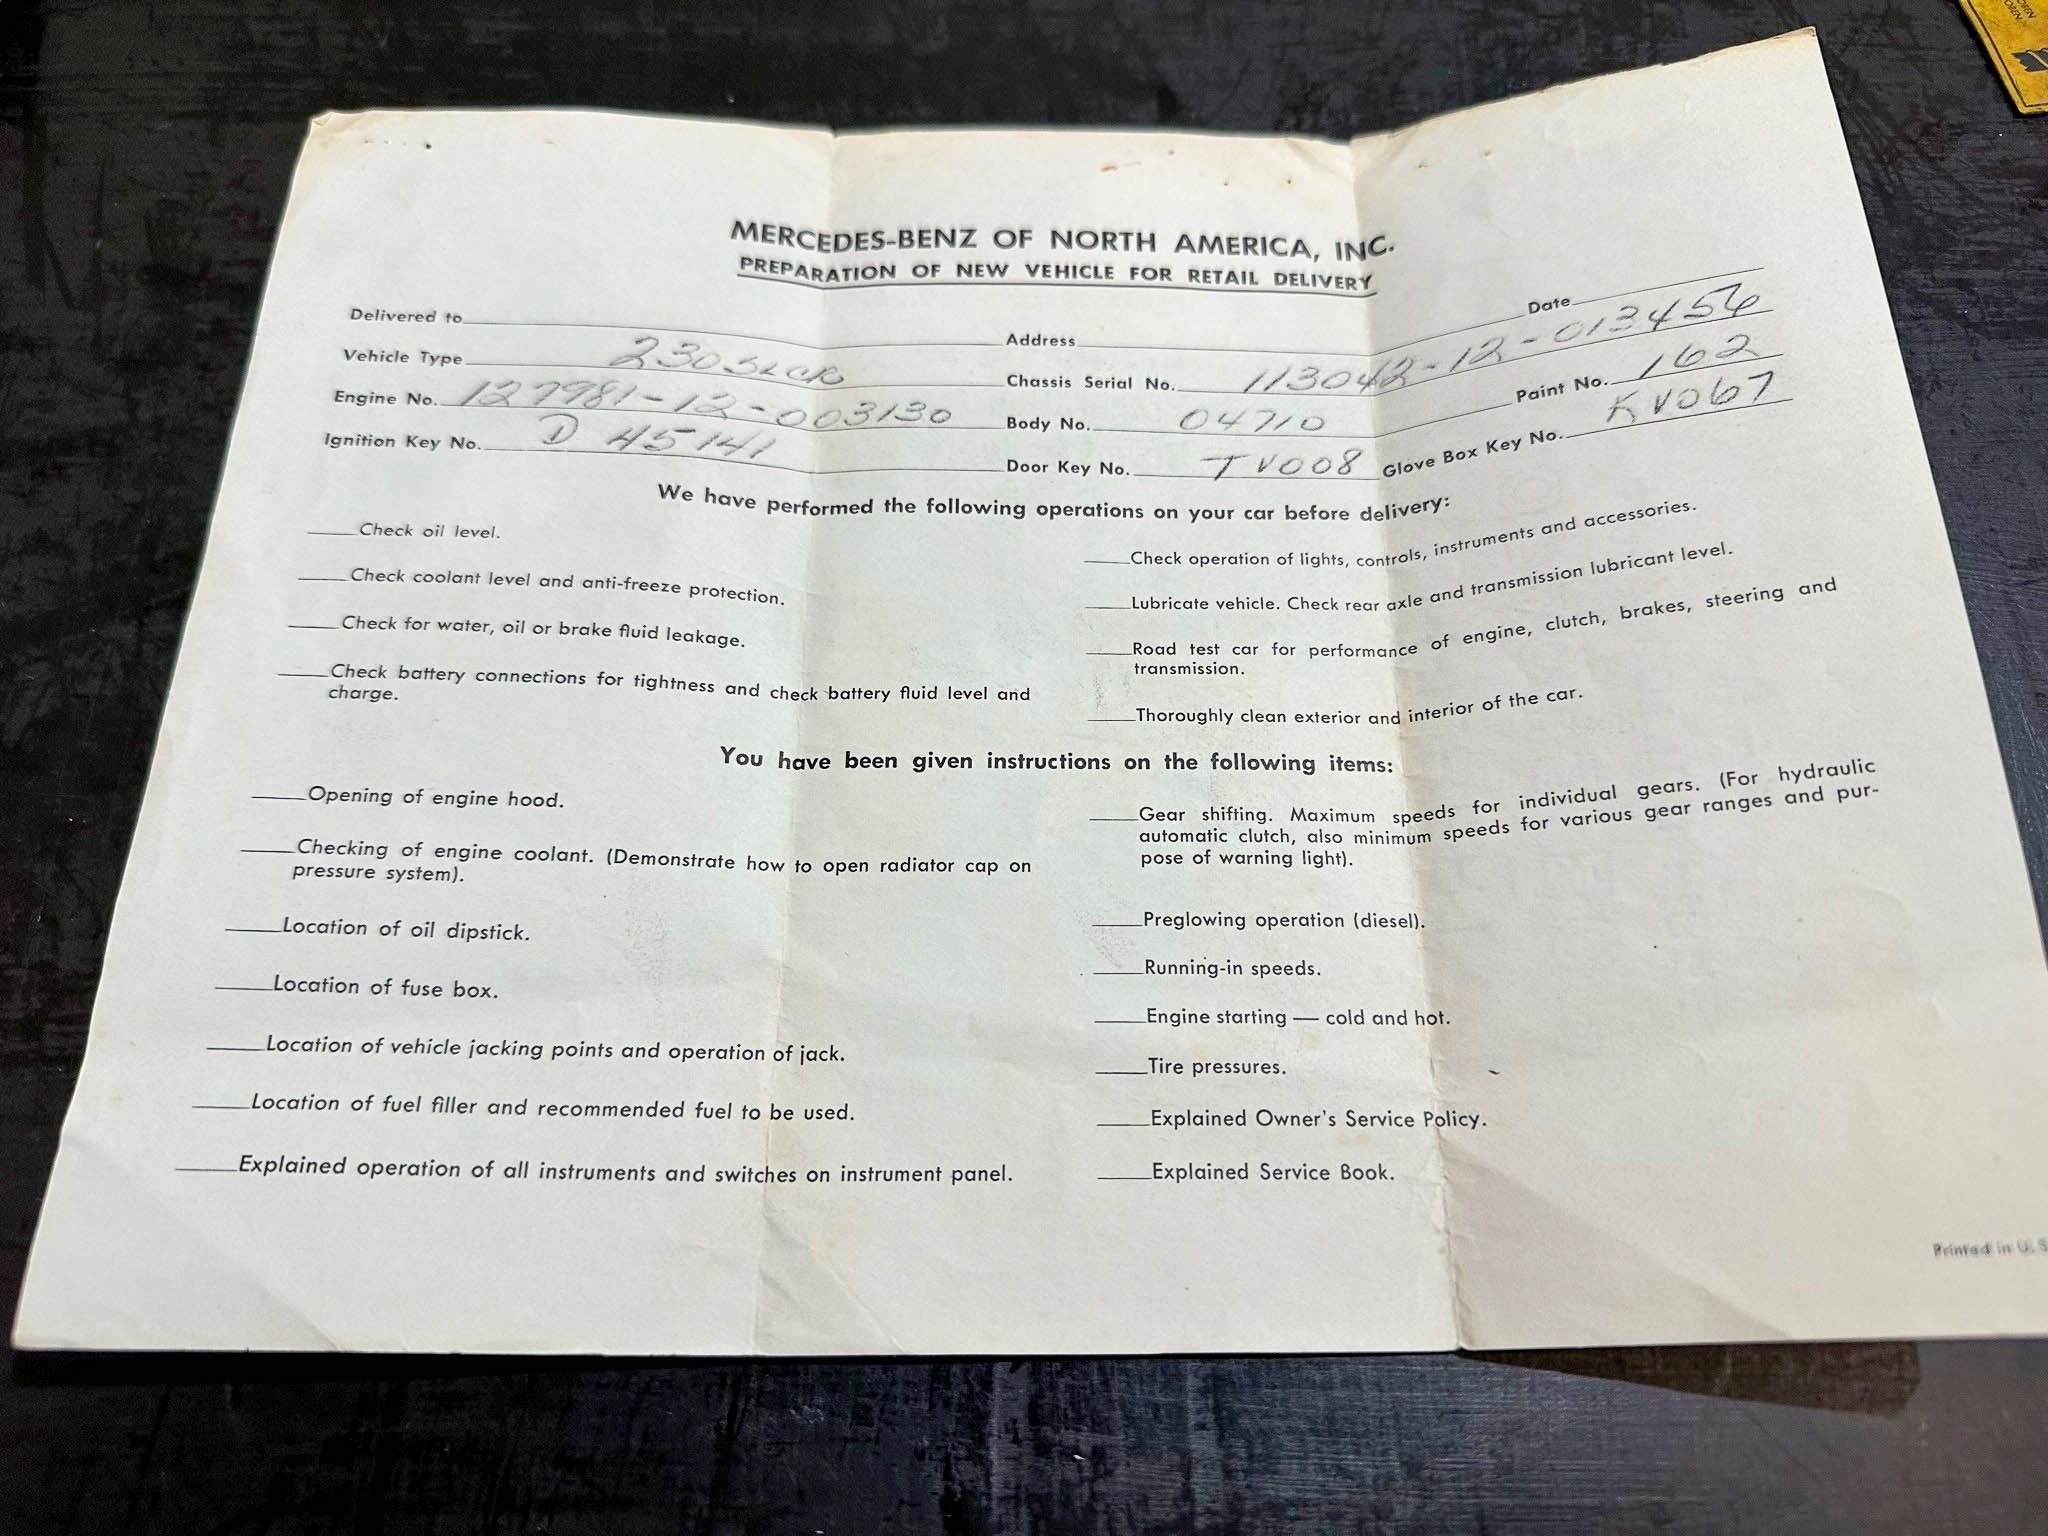 MERCEDES-BENZ OF NORTH AMERICA, INC.
PREPARATION OF NEW VEHICLE FOR RETAIL DELIVERY
Delivered to Address Date
Vehicle Type 230SLCR Chassis Serial No. 113042-12-013456
Engine No. 127981-12-003130 Body No. 04710 Paint No. 162
Ignition Key No. D 45141 Door Key No. TV008 Glove Box Key No. KV067
We have performed the following operations on your car before delivery:
Check oil level.
Check coolant level and anti-freeze protection.
Check for water, oil or brake fluid leakage.
Check battery connections for tightness and check battery fluid level and
charge.
Check operation of lights, controls, instruments and accessories.
Lubricate vehicle. Check rear axle and transmission lubricant level.
Road test car for performance of engine, clutch, brakes, steering and
transmission.
Thoroughly clean exterior and interior of the car.
You have been given instructions on the following items:
Opening of engine hood.
Checking of engine coolant. (Demonstrate how to open radiator cap on
pressure system).
Location of oil dipstick.
Location of fuse box.
Location of vehicle jacking points and operation of jack.
Location of fuel filler and recommended fuel to be used.
Explained operation of all instruments and switches on instrument panel.
Gear shifting. Maximum speeds for individual gears. (For hydraulic
automatic clutch, also minimum speeds for various gear ranges and pur-
pose of warning light).
Preglowing operation (diesel).
Running-in speeds.
Engine starting — cold and hot.
Tire pressures.
Explained Owner's Service Policy.
Explained Service Book.
Printed in U.S